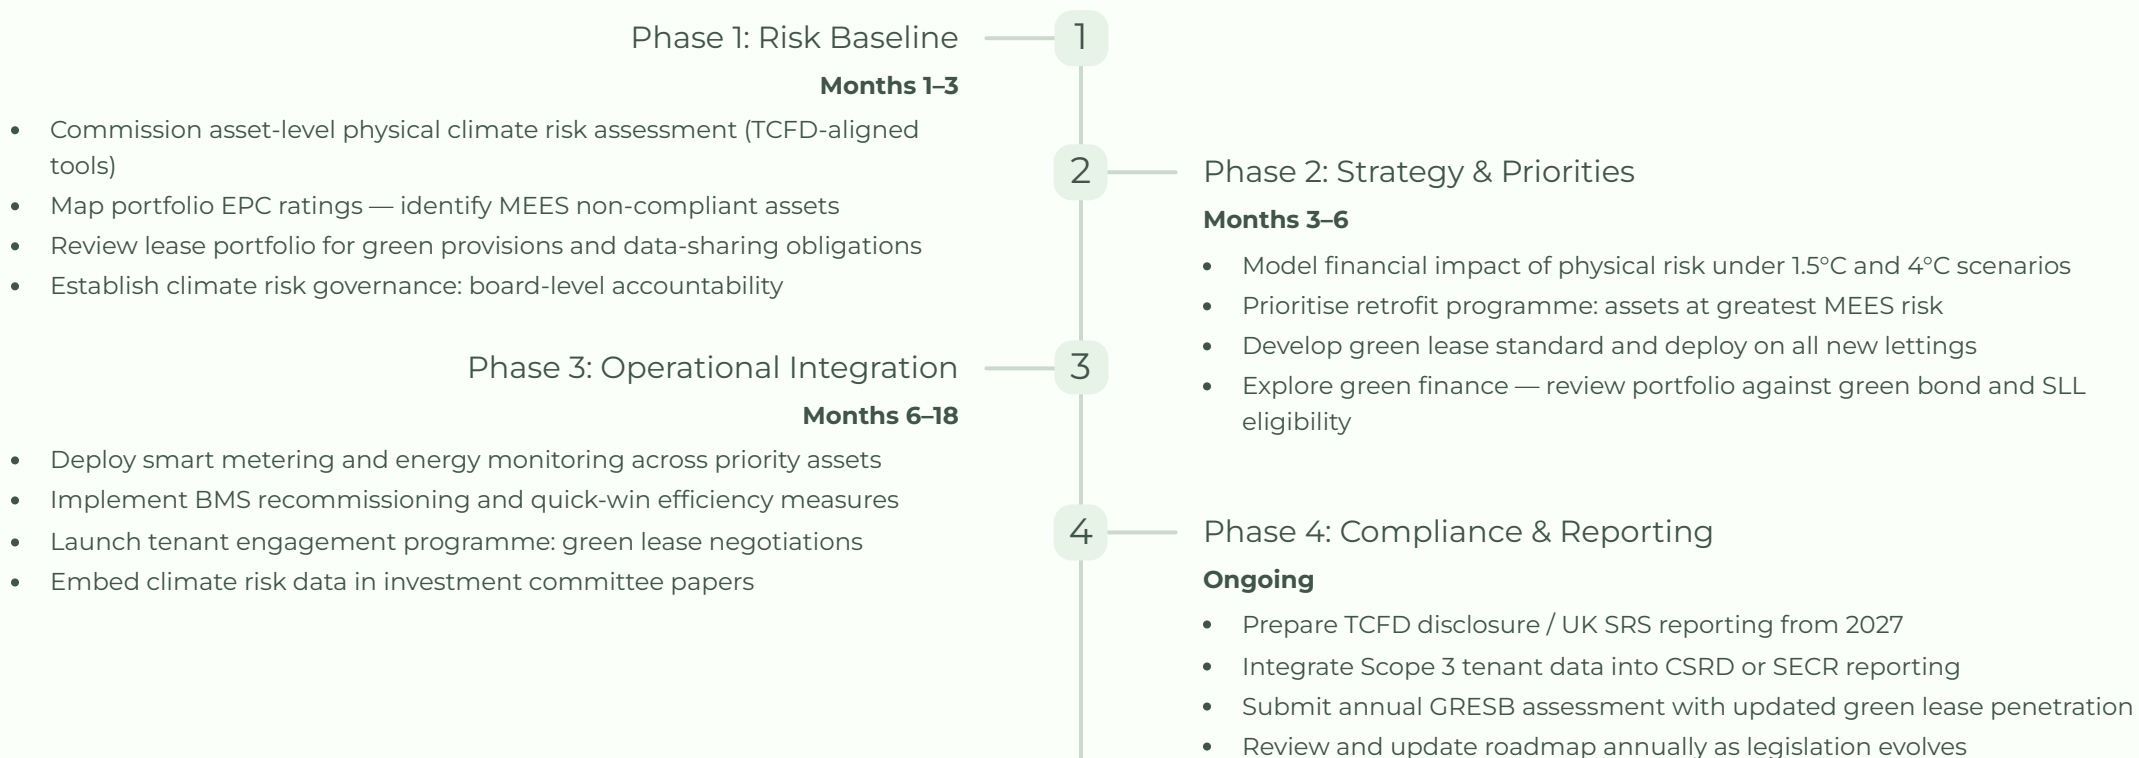 Phase 1: Risk Baseline
1
Months 1–3
• Commission asset-level physical climate risk assessment (TCFD-aligned
tools)
• Map portfolio EPC ratings — identify MEES non-compliant assets
• Review lease portfolio for green provisions and data-sharing obligations
• Establish climate risk governance: board-level accountability
2
Phase 2: Strategy & Priorities
Months 3–6
• Model financial impact of physical risk under 1.5°C and 4°C scenarios
• Prioritise retrofit programme: assets at greatest MEES risk
• Develop green lease standard and deploy on all new lettings
• Explore green finance — review portfolio against green bond and SLL
eligibility
Phase 3: Operational Integration
3
Months 6–18
• Deploy smart metering and energy monitoring across priority assets
• Implement BMS recommissioning and quick-win efficiency measures
• Launch tenant engagement programme: green lease negotiations
• Embed climate risk data in investment committee papers
4
Phase 4: Compliance & Reporting
Ongoing
• Prepare TCFD disclosure / UK SRS reporting from 2027
• Integrate Scope 3 tenant data into CSRD or SECR reporting
• Submit annual GRESB assessment with updated green lease penetration
• Review and update roadmap annually as legislation evolves